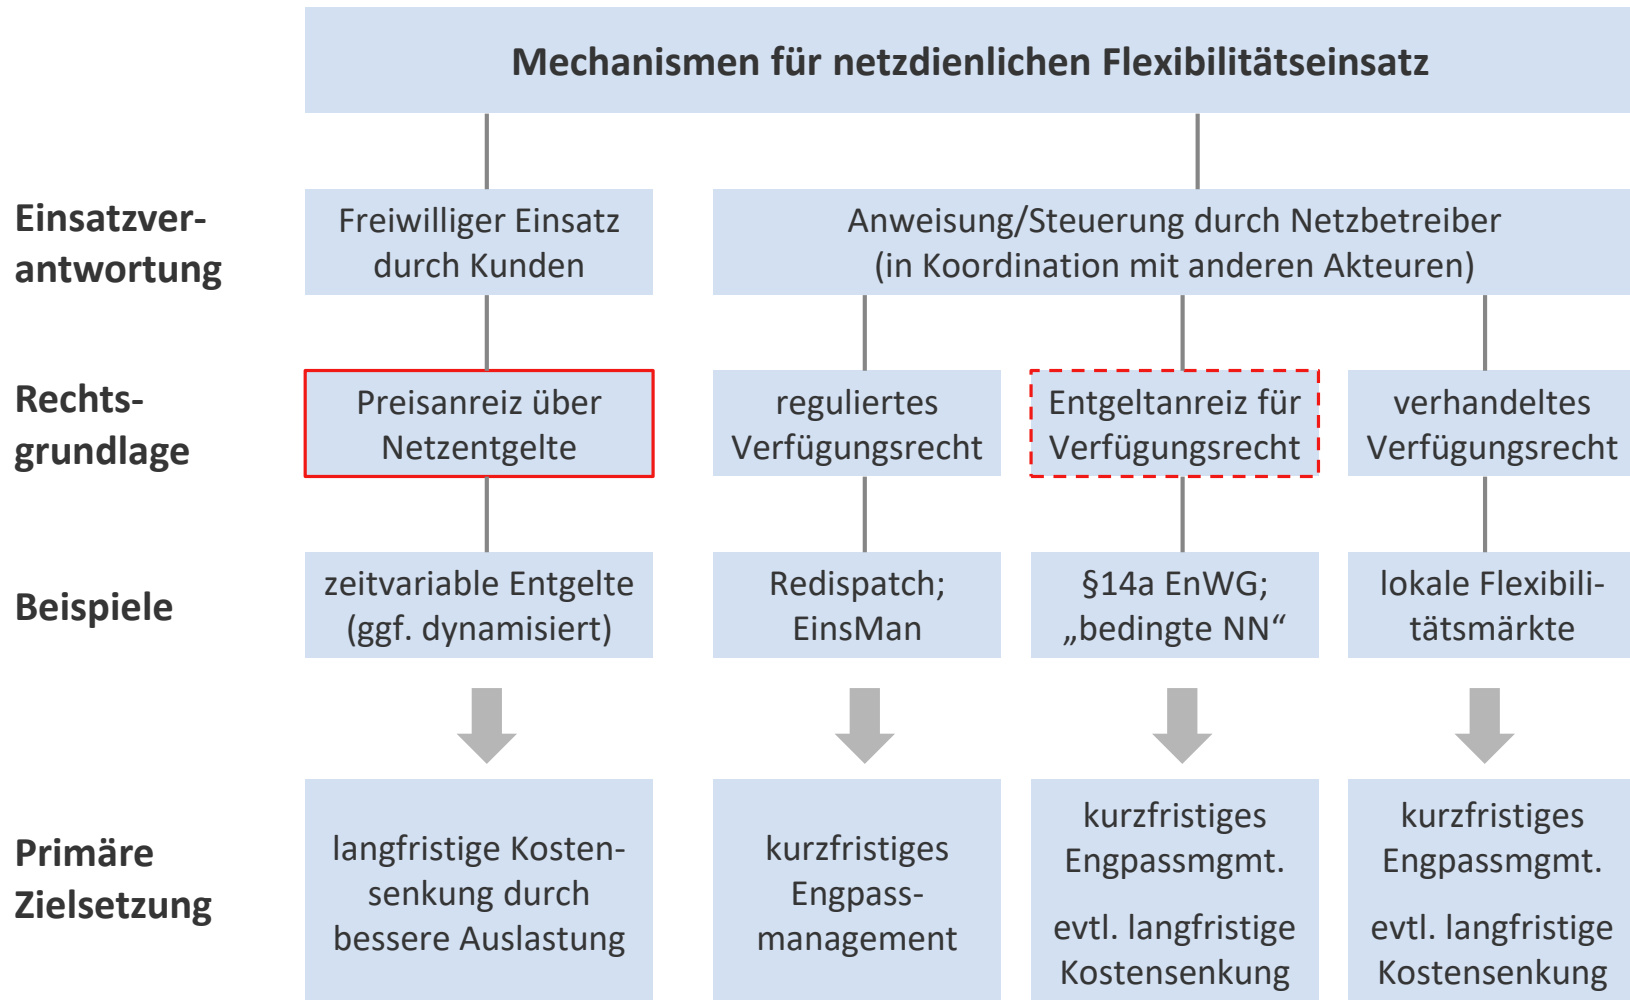 Mechanismen für netzdienlichen Flexibilitätseinsatz
Einsatzver-
antwortung
Freiwilliger Einsatz
durch Kunden
Anweisung/Steuerung durch Netzbetreiber
(in Koordination mit anderen Akteuren)
Rechts-
grundlage
Preisanreiz über
Netzentgelte
reguliertes
Verfügungsrecht
Entgeltanreiz für
Verfügungsrecht
verhandeltes
Verfügungsrecht
Beispiele
zeitvariable Entgelte
(ggf. dynamisiert)
Redispatch;
EinsMan
§14a EnWG;
„bedingte NN“
lokale Flexibili-
tätsmärkte
Primäre
Zielsetzung
langfristige Kosten-
senkung durch
bessere Auslastung
kurzfristiges
Engpass-
management
kurzfristiges
Engpassmgmt.
evtl. langfristige
Kostensenkung
kurzfristiges
Engpassmgmt.
evtl. langfristige
Kostensenkung